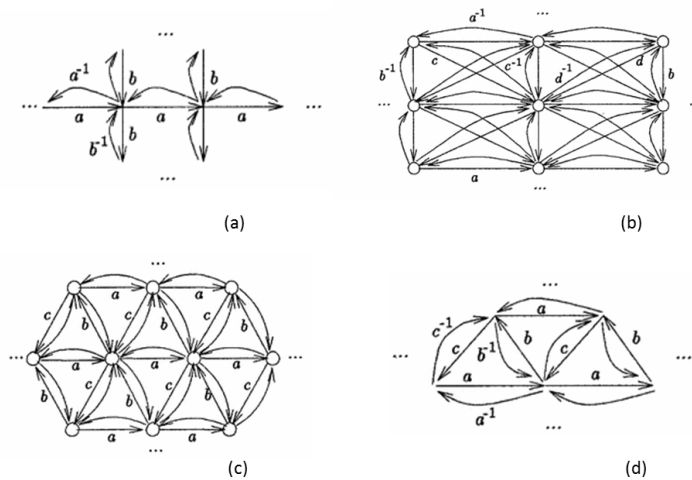 ...
a⁻¹ b b
... a a a ...
b⁻¹ b
...
(a)
...
a⁻¹
b⁻¹ c c⁻¹ d⁻¹ d b
...
a
...
(b)
...
a a
c b c b c b
... a a a ...
b c b c b c
a a
...
(c)
...
a
c⁻¹ c b⁻¹ b c b
... a a ...
a⁻¹
...
(d)